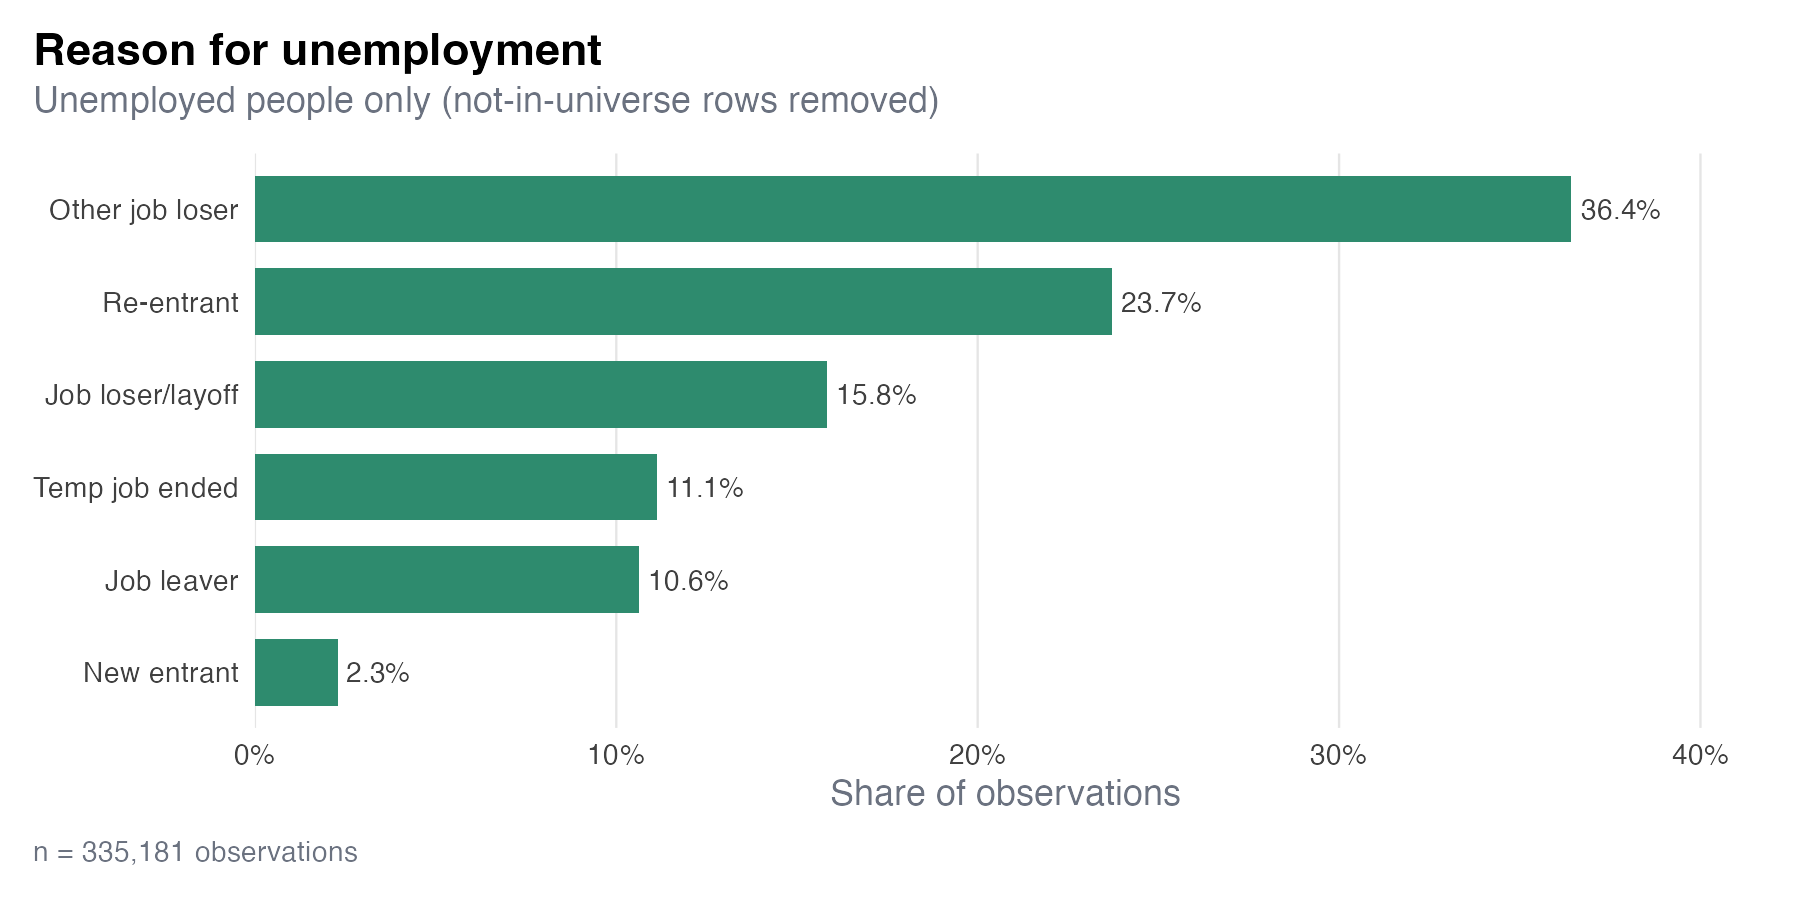 Reason for unemployment
Unemployed people only (not-in-universe rows removed)
Other job loser 36.4%
Re-entrant 23.7%
Job loser/layoff 15.8%
Temp job ended 11.1%
Job leaver 10.6%
New entrant 2.3%
0% 10% 20% 30% 40%
Share of observations
n = 335,181 observations